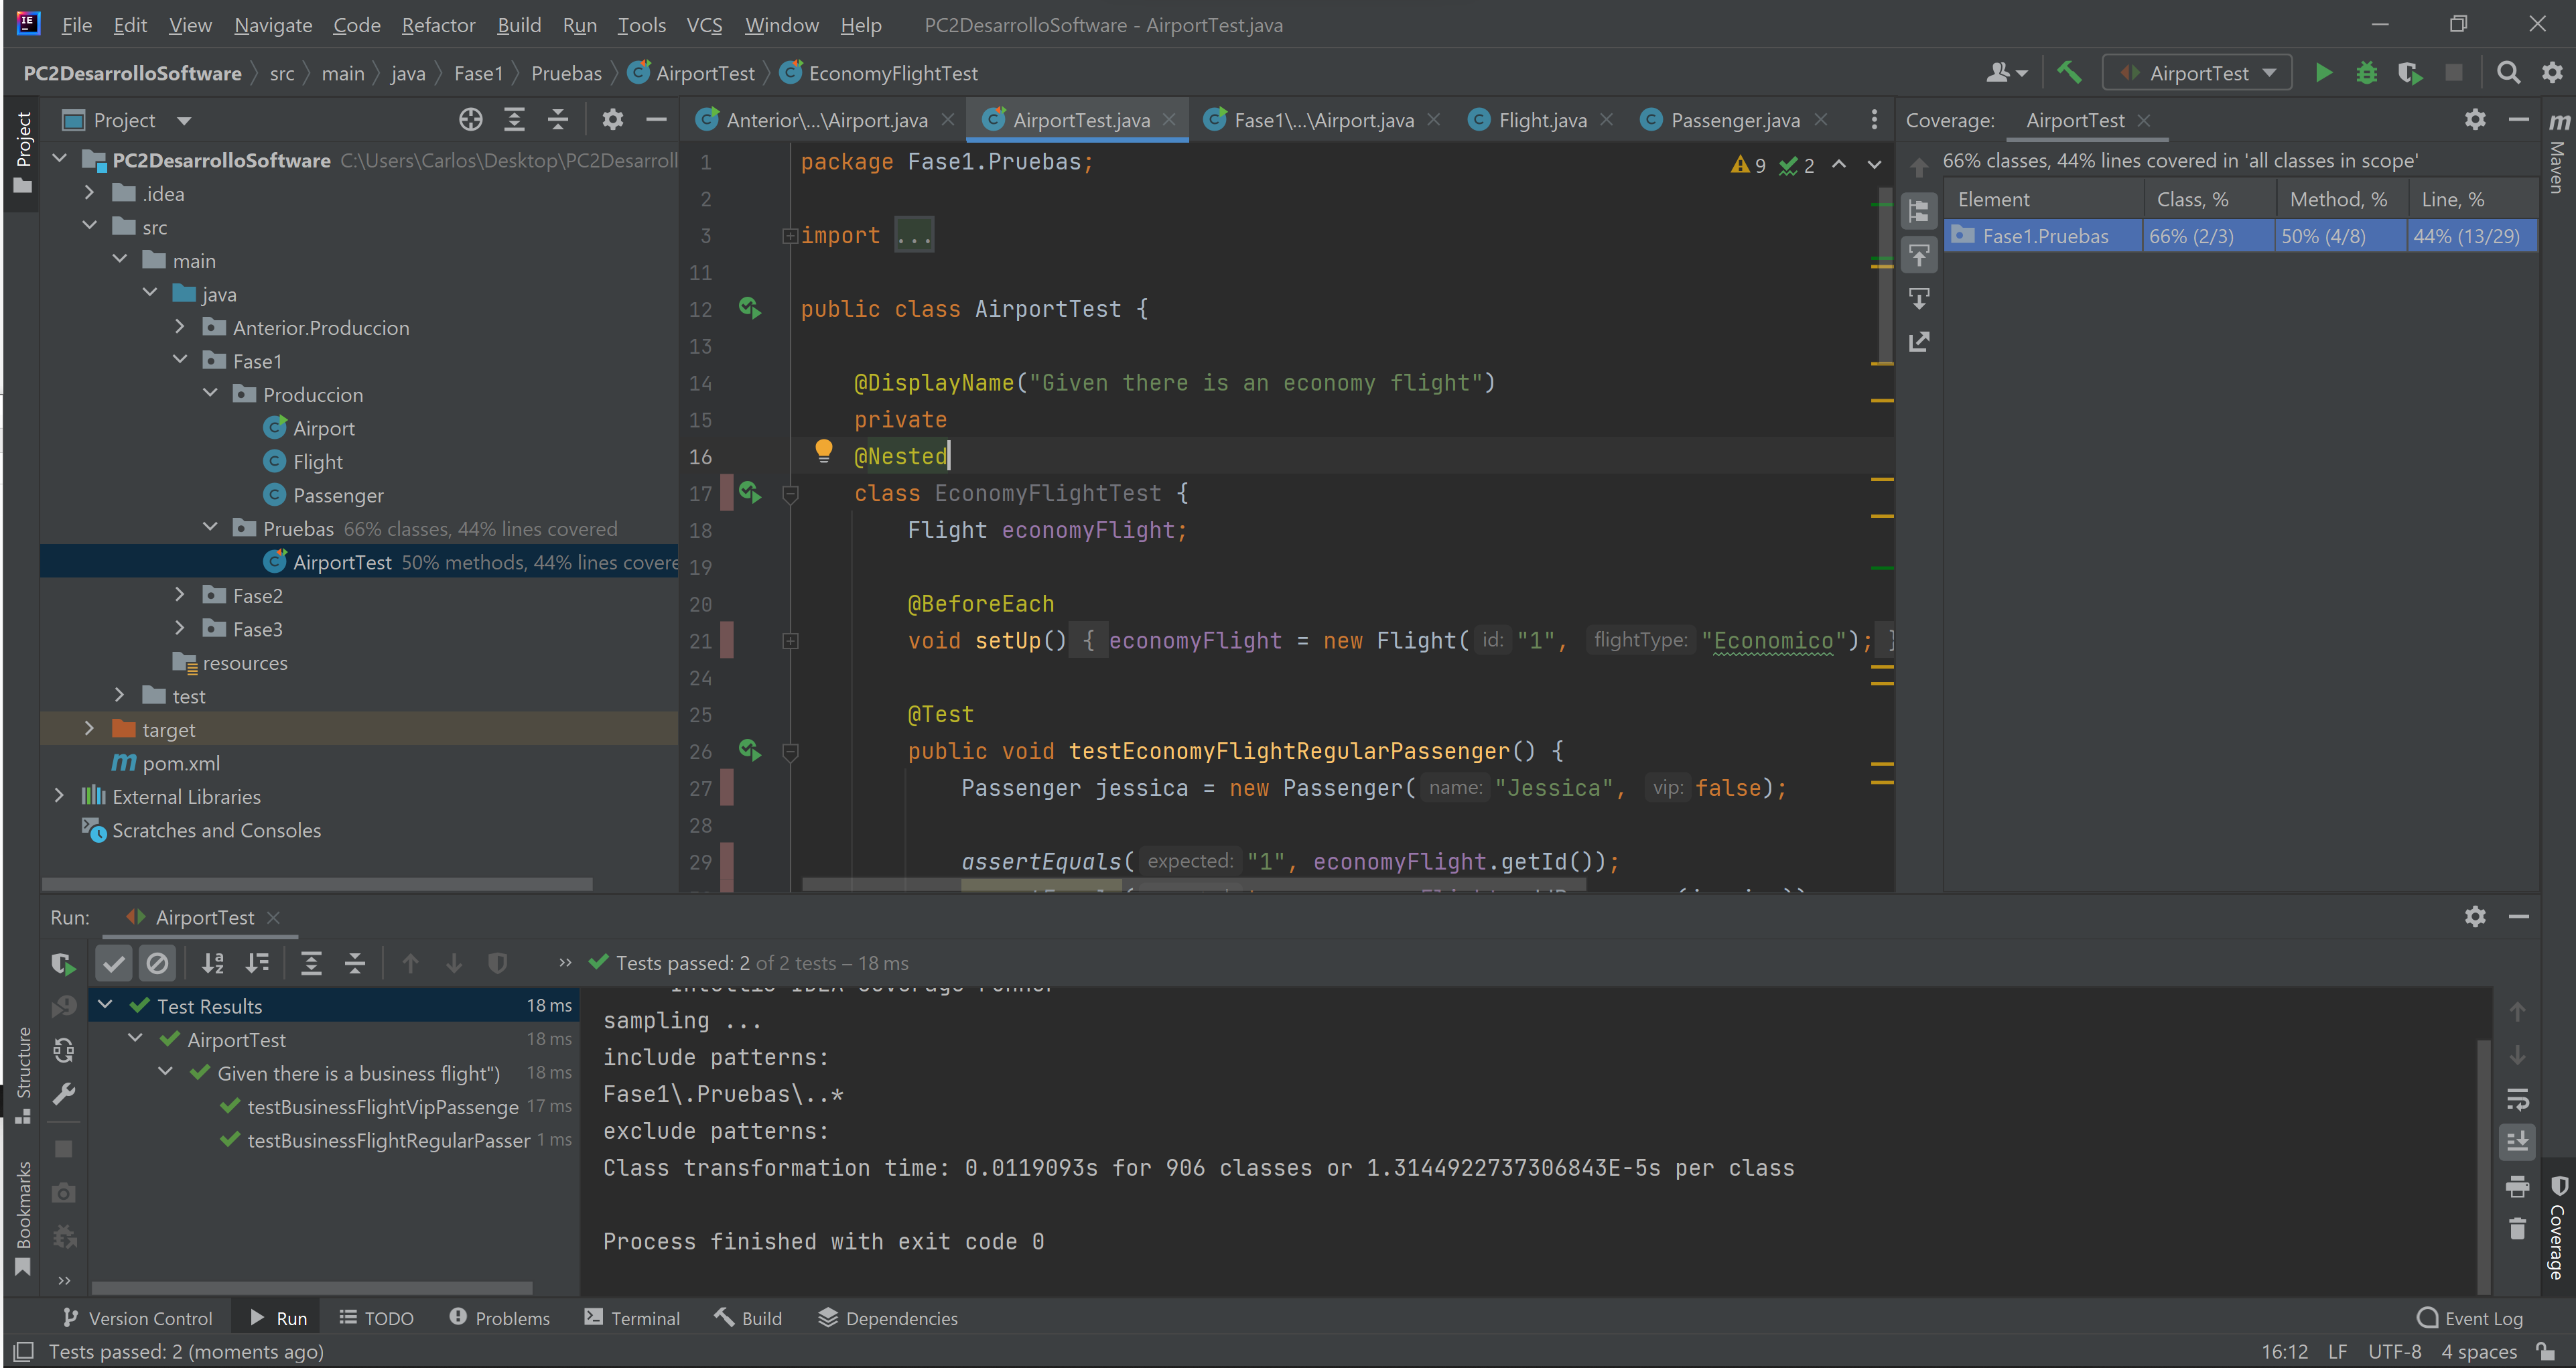 File Edit View Navigate Code Refactor Build Run Tools VCS Window Help PC2DesarrolloSoftware - AirportTest.java
PC2DesarrolloSoftware src main java Fase1 Pruebas AirportTest EconomyFlightTest AirportTest
Project
Project
PC2DesarrolloSoftware C:\Users\Carlos\Desktop\PC2Desarroll
.idea
src
main
java
Anterior.Produccion
Fase1
Produccion
Airport
Flight
Passenger
Pruebas 66% classes, 44% lines covered
AirportTest 50% methods, 44% lines covere
Fase2
Fase3
resources
test
target
pom.xml
External Libraries
Scratches and Consoles
Anterior\...\Airport.java AirportTest.java Fase1\...\Airport.java Flight.java Passenger.java
9 2
1 package Fase1.Pruebas;
2
3 import ...
11
12 public class AirportTest {
13
14 @DisplayName("Given there is an economy flight")
15 private
16 @Nested
17 class EconomyFlightTest {
18 Flight economyFlight;
19
20 @BeforeEach
21 void setUp() { economyFlight = new Flight( id: "1", flightType: "Economico"); }
24
25 @Test
26 public void testEconomyFlightRegularPassenger() {
27 Passenger jessica = new Passenger( name: "Jessica", vip: false);
28
29 assertEquals( expected: "1", economyFlight.getId());
Coverage: AirportTest
66% classes, 44% lines covered in 'all classes in scope'
Element Class, % Method, % Line, %
Fase1.Pruebas 66% (2/3) 50% (4/8) 44% (13/29)
Maven
Run: AirportTest
Tests passed: 2 of 2 tests – 18 ms
Test Results 18 ms
AirportTest 18 ms
Given there is a business flight") 18 ms
testBusinessFlightVipPassenge 17 ms
testBusinessFlightRegularPasser 1 ms
IntelliJ IDEA coverage runner
sampling ...
include patterns:
Fase1\.Pruebas\..*
exclude patterns:
Class transformation time: 0.0119093s for 906 classes or 1.3144922737306843E-5s per class
Process finished with exit code 0
Structure
Bookmarks
Coverage
Version Control Run TODO Problems Terminal Build Dependencies Event Log
Tests passed: 2 (moments ago) 16:12 LF UTF-8 4 spaces